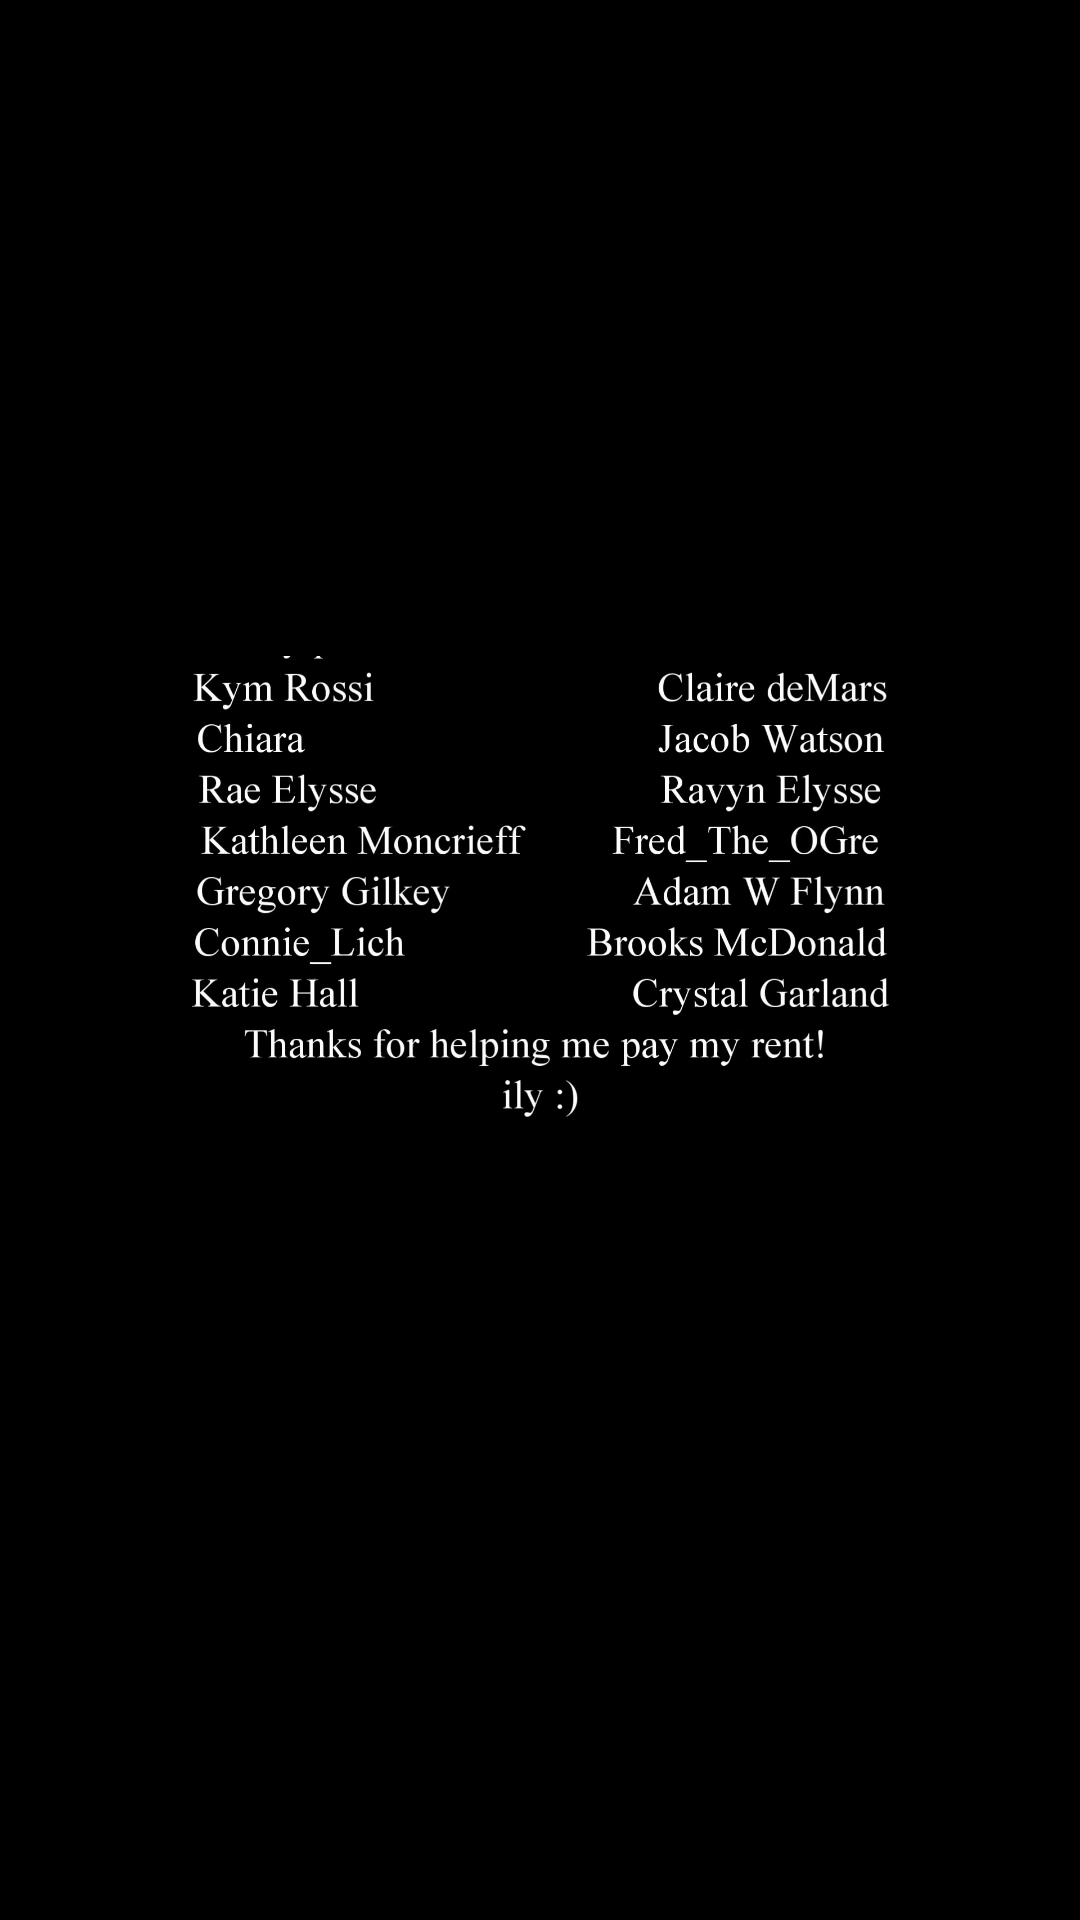 Kym Rossi Claire deMars
Chiara Jacob Watson
Rae Elysse Ravyn Elysse
Kathleen Moncrieff Fred_The_OGre
Gregory Gilkey Adam W Flynn
Connie_Lich Brooks McDonald
Katie Hall Crystal Garland
Thanks for helping me pay my rent!
ily :)